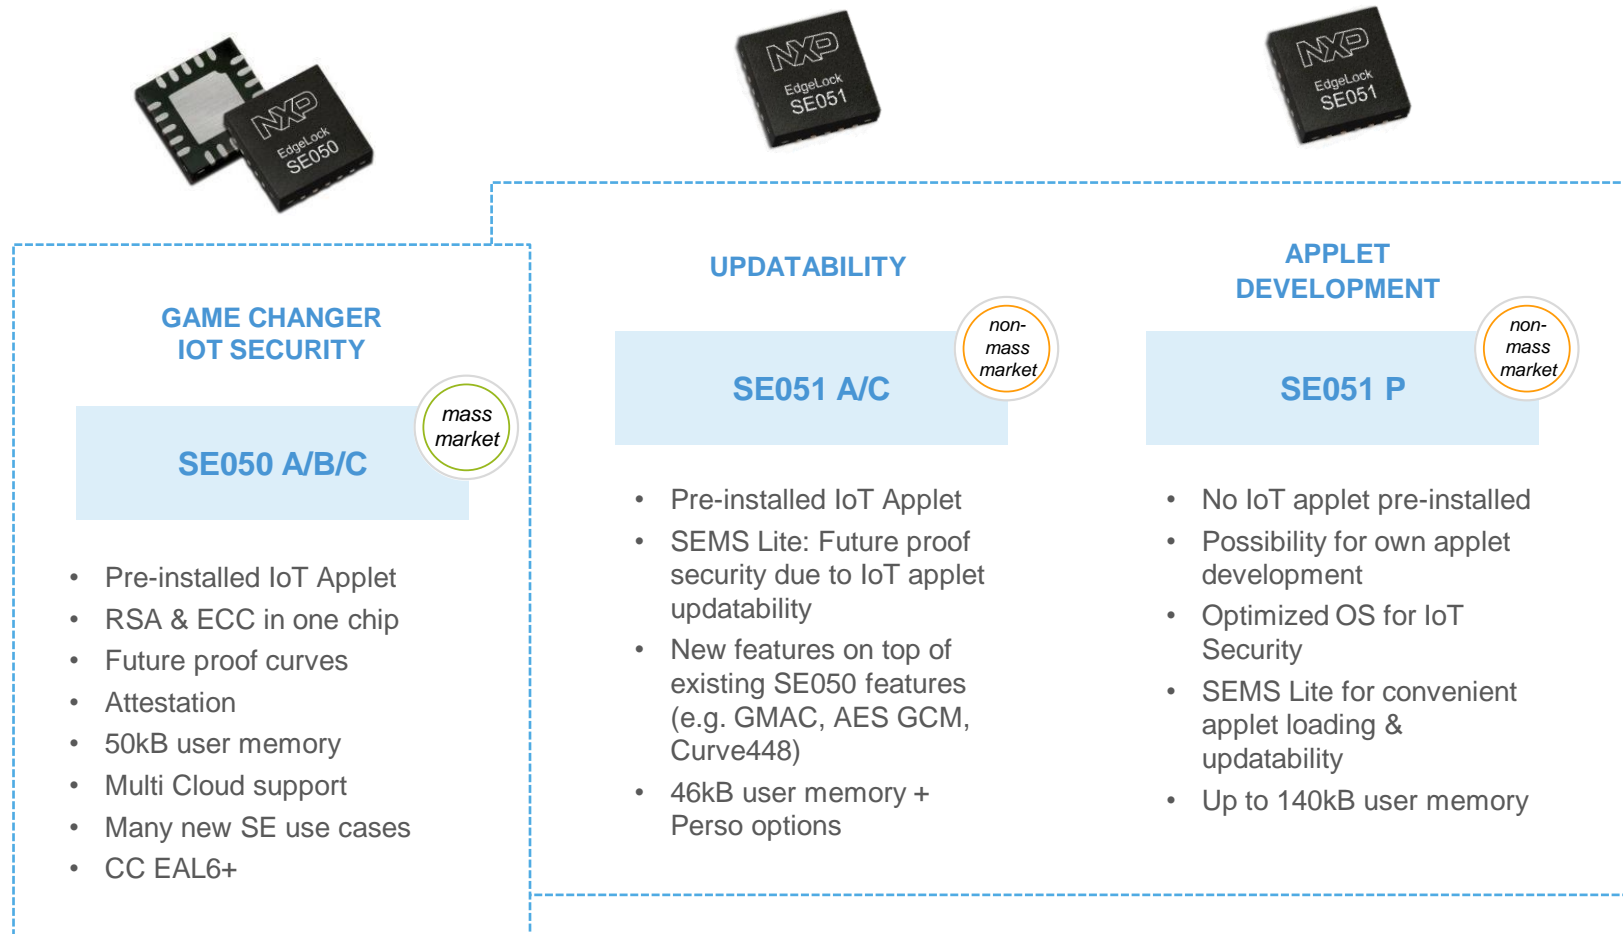 NXP
EdgeLock
SE050
NXP
EdgeLock
SE051
NXP
EdgeLock
SE051
GAME CHANGER
IOT SECURITY
mass
market
SE050 A/B/C
• Pre-installed IoT Applet
• RSA & ECC in one chip
• Future proof curves
• Attestation
• 50kB user memory
• Multi Cloud support
• Many new SE use cases
• CC EAL6+
UPDATABILITY
non-
mass
market
SE051 A/C
• Pre-installed IoT Applet
• SEMS Lite: Future proof
security due to IoT applet
updatability
• New features on top of
existing SE050 features
(e.g. GMAC, AES GCM,
Curve448)
• 46kB user memory +
Perso options
APPLET
DEVELOPMENT
non-
mass
market
SE051 P
• No IoT applet pre-installed
• Possibility for own applet
development
• Optimized OS for IoT
Security
• SEMS Lite for convenient
applet loading &
updatability
• Up to 140kB user memory